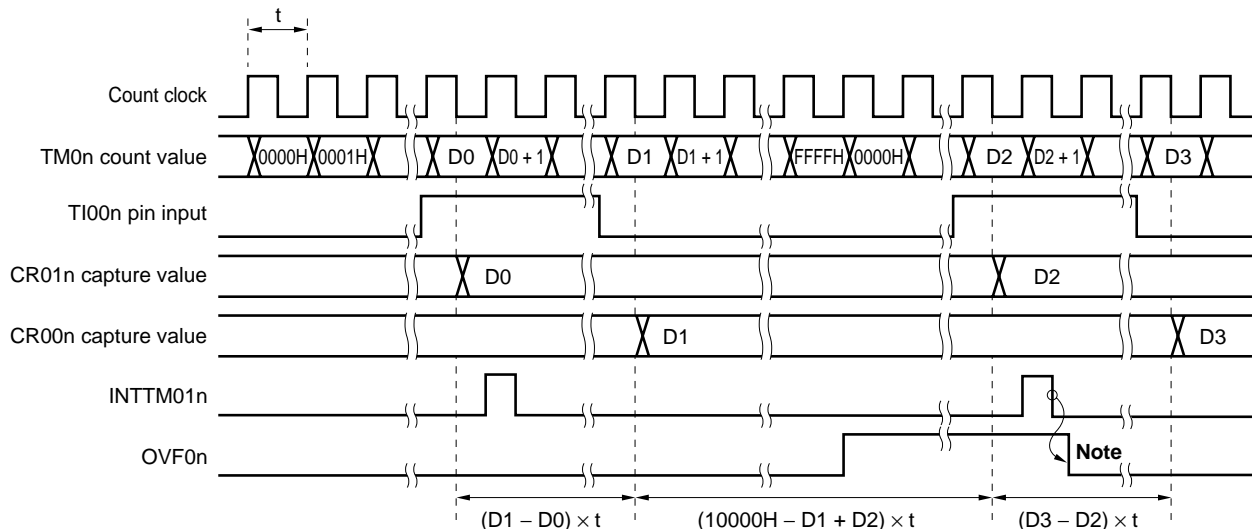 t
Count clock
TM0n count value 0000H 0001H D0 D0 + 1 D1 D1 + 1 FFFFH 0000H D2 D2 + 1 D3
TI00n pin input
CR01n capture value D0 D2
CR00n capture value D1 D3
INTTM01n
OVF0n Note
(D1 − D0) × t (10000H − D1 + D2) × t (D3 − D2) × t